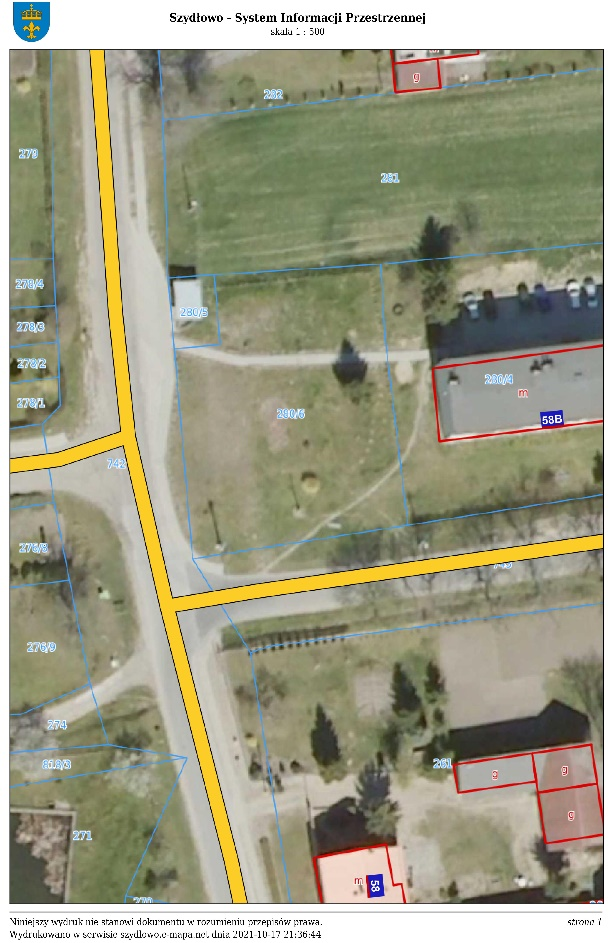 Szydłowo - System Informacji Przestrzennej
skala 1 : 500
g
282
279
281
278/4
280/5
278/3
278/2
280/4
m
278/1
280/6
58B
742
276/8
276/9
274
261
g
g
818/3
g
271
m
58
Niniejszy wydruk nie stanowi dokumentu w rozumieniu przepisów prawa.
strona 1
Wydrukowano w serwisie szydlowo.e-mapa.net dnia 2021-10-17 21:36:44